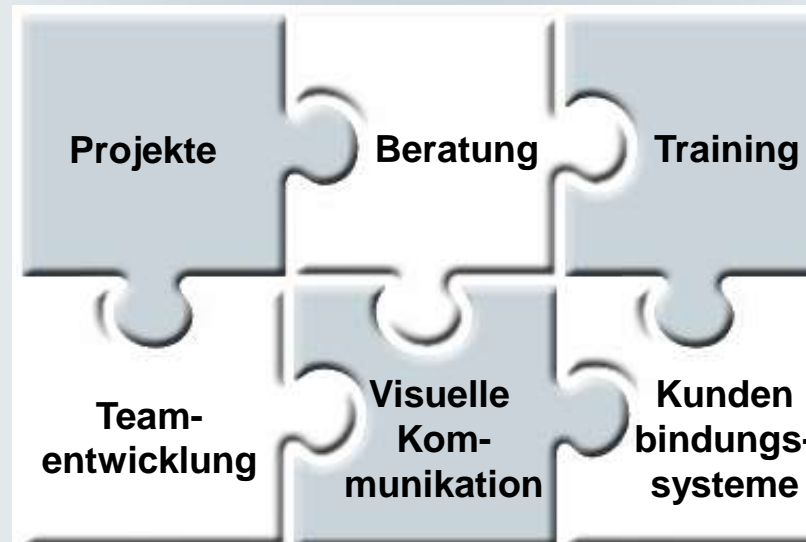 Projekte
Beratung
Training
Team-
entwicklung
Visuelle
Kom-
munikation
Kunden
bindungs-
systeme